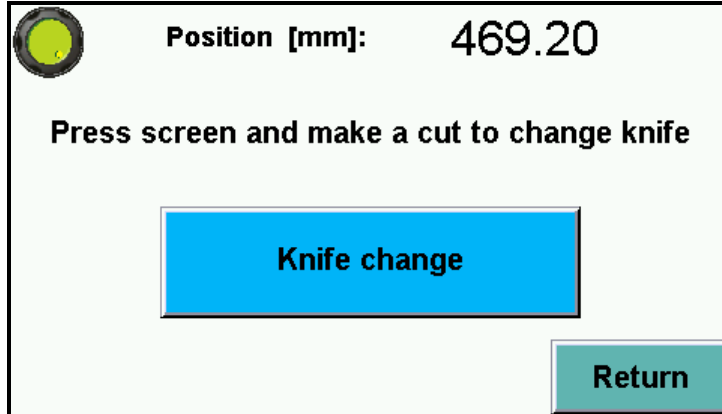 Position [mm]: 469.20
Press screen and make a cut to change knife
Knife change
Return